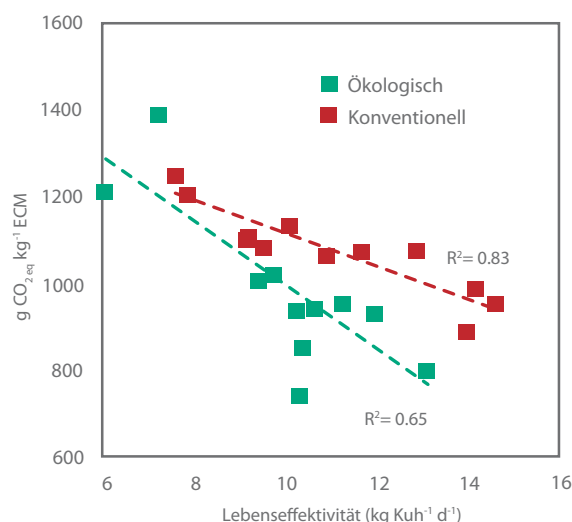 1600
1400
1200
1000
800
600
g CO₂ eq kg⁻¹ ECM
Ökologisch
Konventionell
R²= 0.83
R²= 0.65
6 8 10 12 14 16
Lebenseffektivität (kg Kuh⁻¹ d⁻¹)